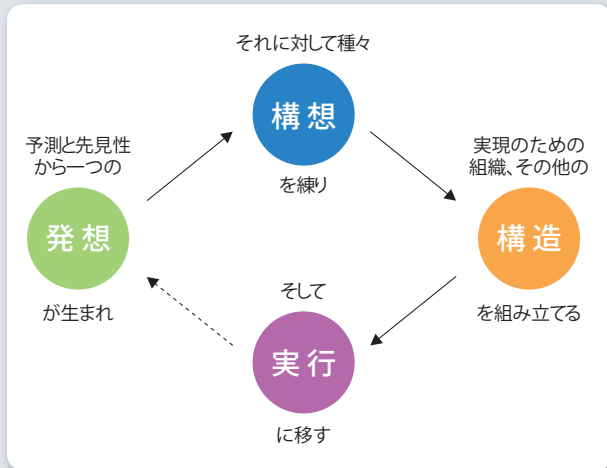 予測と先見性
から一つの
発想
が生まれ
それに対して種々
構想
を練り
実現のための
組織、その他の
構造
を組み立てる
そして
実行
に移す